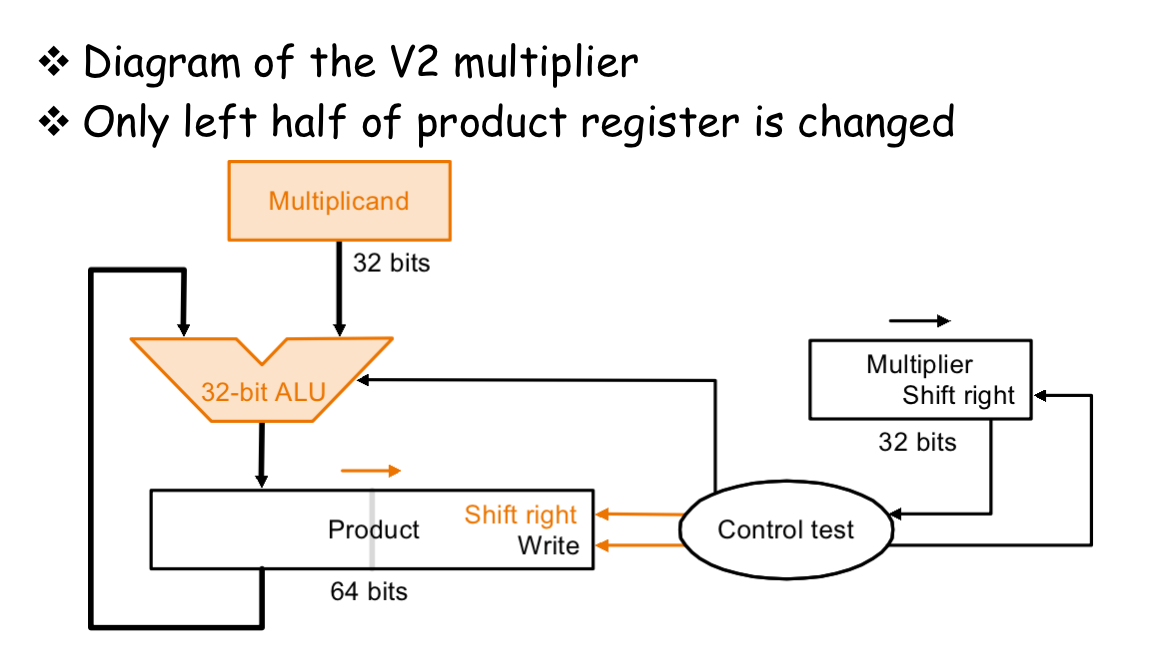 ❖ Diagram of the V2 multiplier
❖ Only left half of product register is changed
Multiplicand
32 bits
32-bit ALU
Multiplier
Shift right
32 bits
Product
Shift right
Write
64 bits
Control test